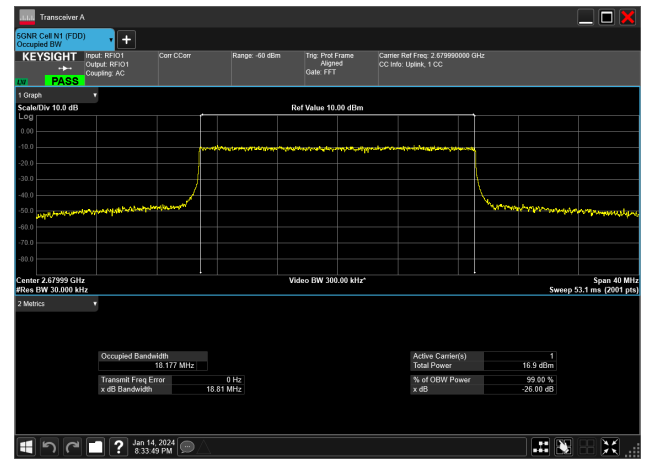 Transceiver A
5GNR Cell N1 (FDD)
Occupied BW
KEYSIGHT
Input: RFIO1
Output: RFIO1
Coupling: AC
Corr CCorr
Range: -60 dBm
Trig: Prot Frame
Aligned
Gate: FFT
Carrier Ref Freq: 2.679990000 GHz
CC Info: Uplink, 1 CC
LXI PASS
1 Graph
Scale/Div 10.0 dB
Ref Value 10.00 dBm
Log
0.00
-10.0
-20.0
-30.0
-40.0
-50.0
-60.0
-70.0
-80.0
Center 2.67999 GHz
Video BW 300.00 kHz*
Span 40 MHz
#Res BW 30.000 kHz
Sweep 53.1 ms (2001 pts)
2 Metrics
Occupied Bandwidth
18.177 MHz
Active Carrier(s) 1
Total Power 16.9 dBm
Transmit Freq Error 0 Hz
x dB Bandwidth 18.81 MHz
% of OBW Power 99.00 %
x dB -26.00 dB
Jan 14, 2024
8:33:49 PM